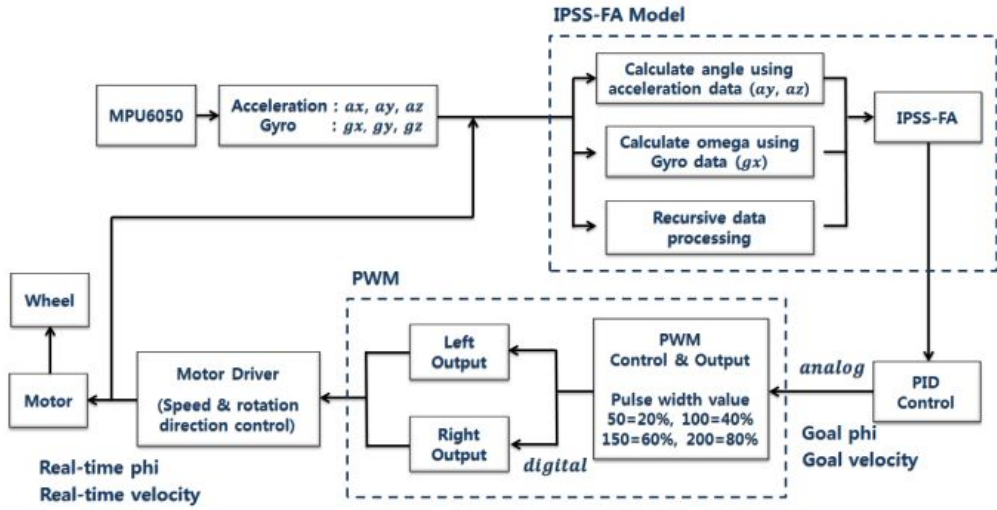 IPSS-FA Model
MPU6050
Acceleration : ax, ay, az
Gyro : gx, gy, gz
Calculate angle using
acceleration data (ay, az)
Calculate omega using
Gyro data (gx)
Recursive data
processing
IPSS-FA
PWM
Wheel
Motor
Motor Driver
(Speed & rotation
direction control)
Real-time phi
Real-time velocity
Left
Output
Right
Output
digital
PWM
Control & Output
Pulse width value
50=20%, 100=40%
150=60%, 200=80%
analog
PID
Control
Goal phi
Goal velocity